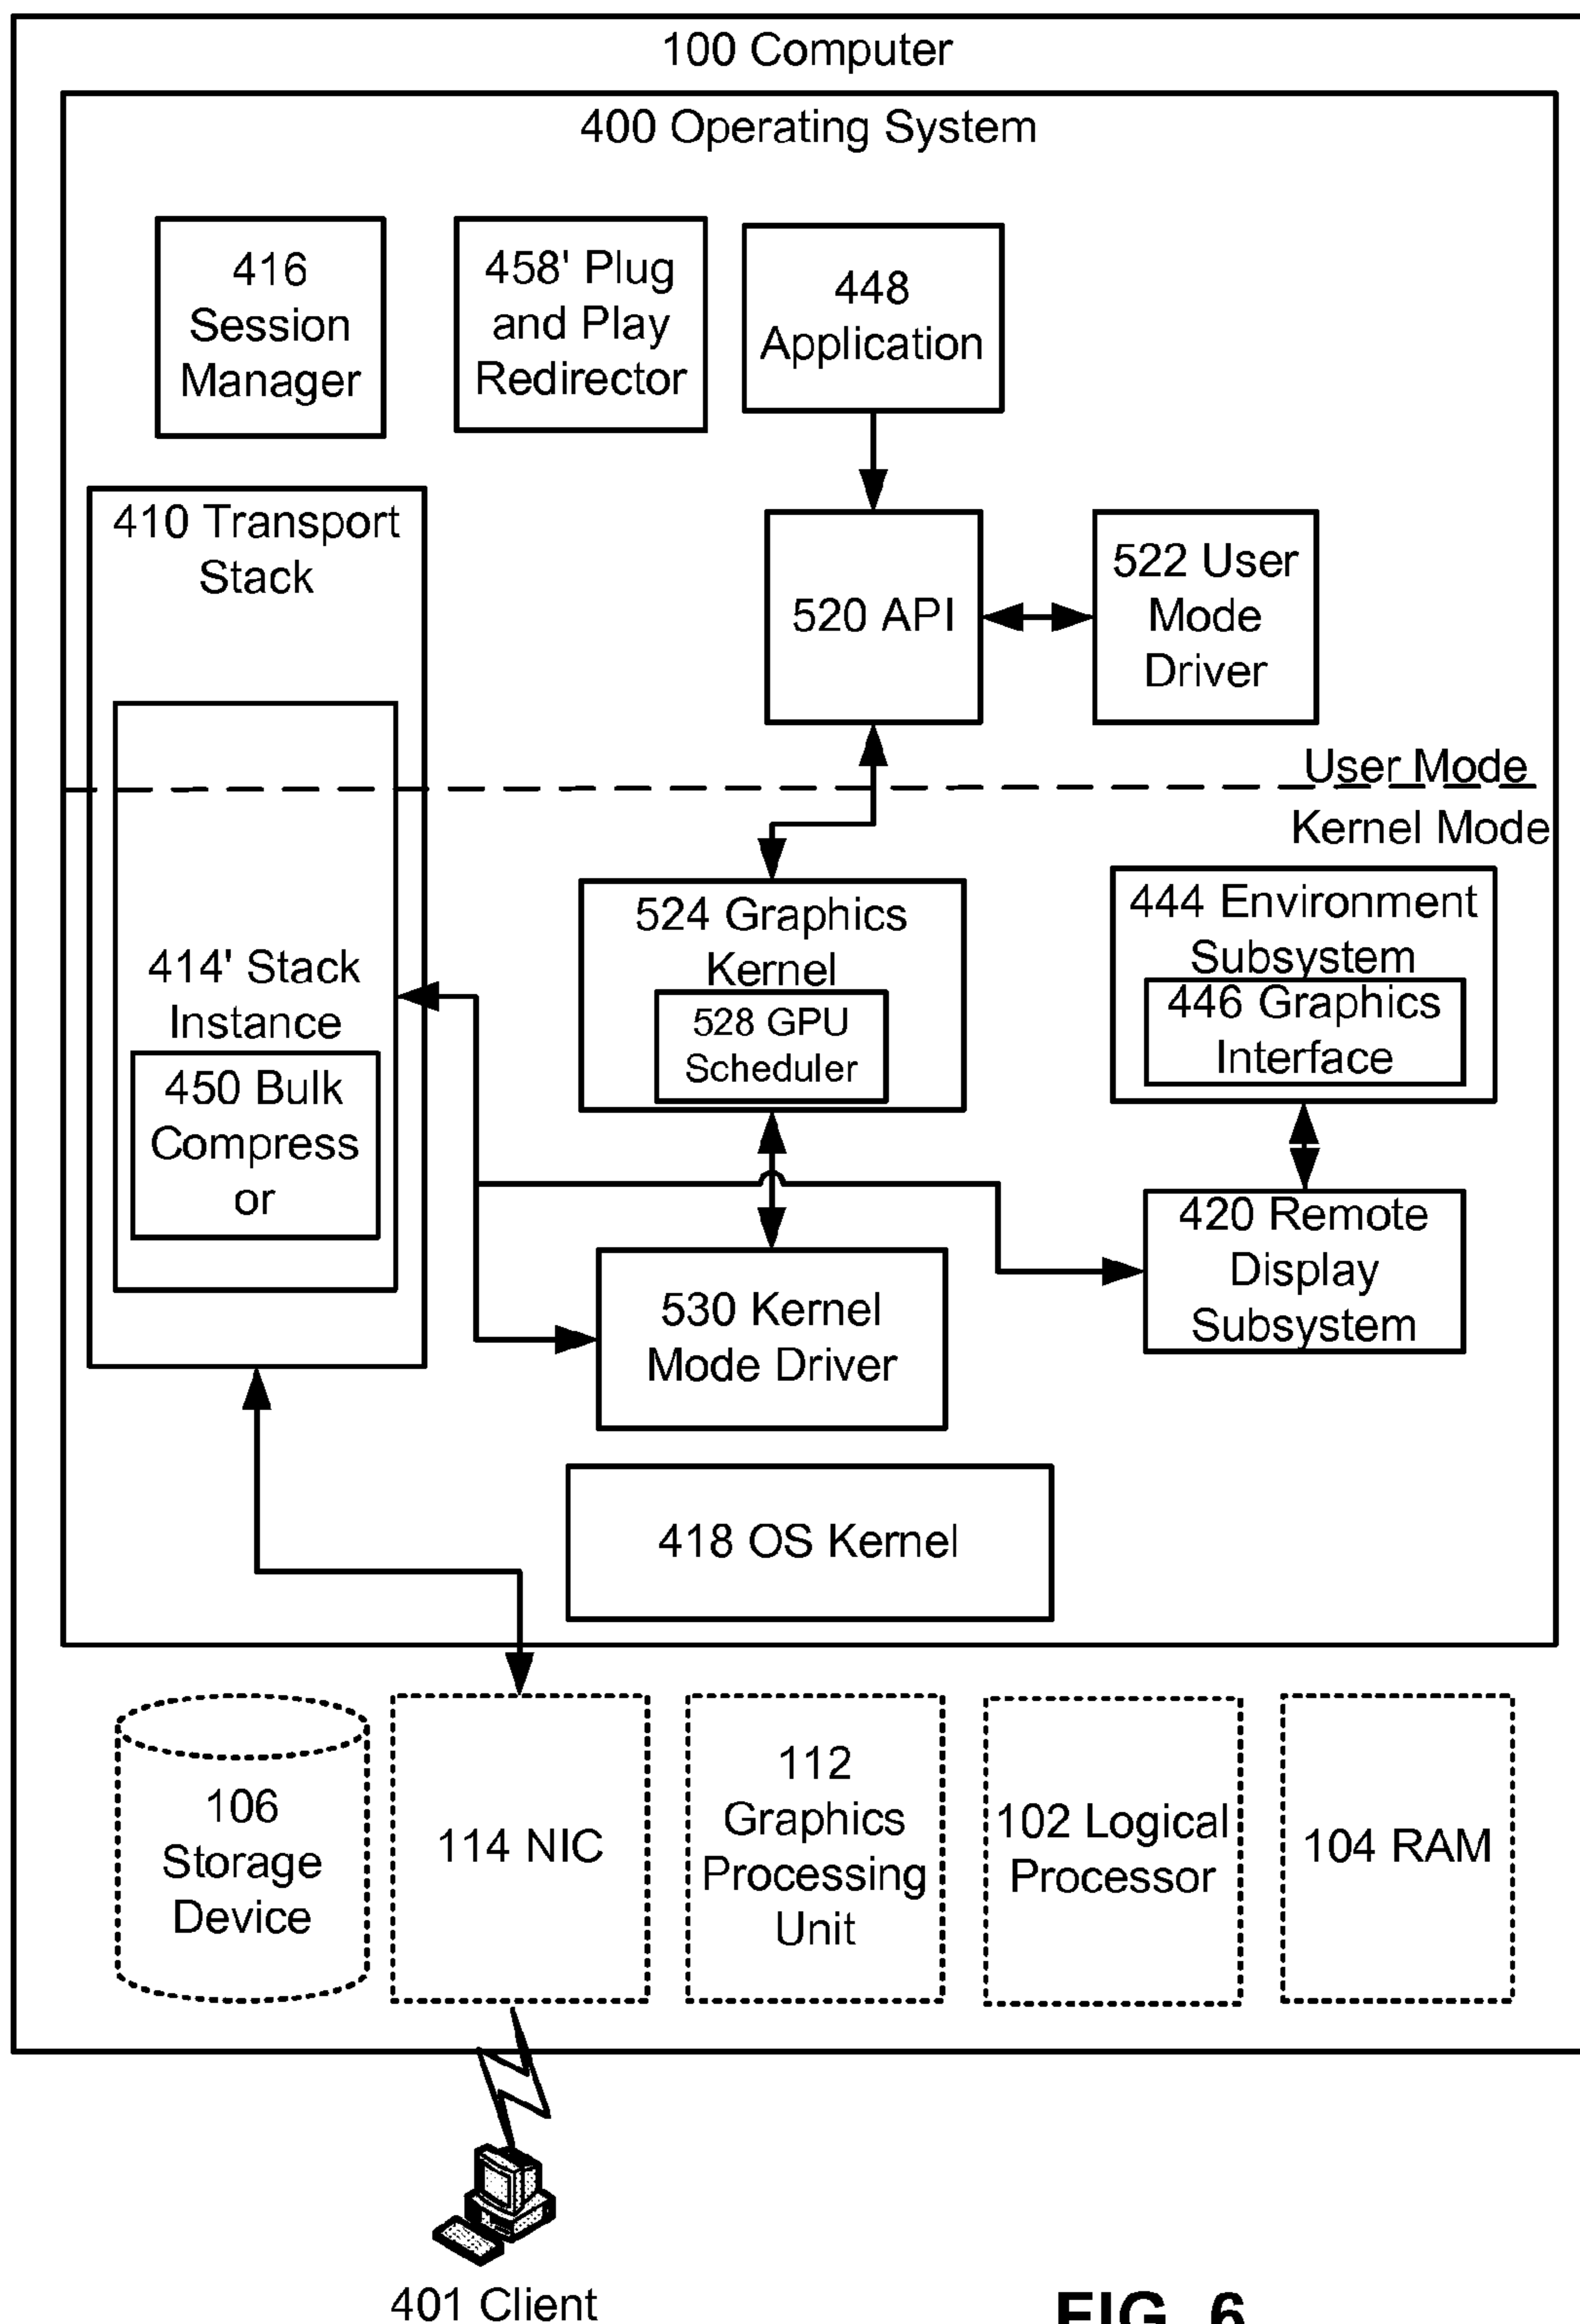 100 Computer
400 Operating System
416
Session
Manager
458' Plug
and Play
Redirector
448
Application
410 Transport
Stack
520 API
522 User
Mode
Driver
User Mode
Kernel Mode
414' Stack
Instance
450 Bulk
Compress
or
524 Graphics
Kernel
528 GPU
Scheduler
444 Environment
Subsystem
446 Graphics
Interface
530 Kernel
Mode Driver
420 Remote
Display
Subsystem
418 OS Kernel
106
Storage
Device
114 NIC
112
Graphics
Processing
Unit
102 Logical
Processor
104 RAM
401 Client
FIG. 6